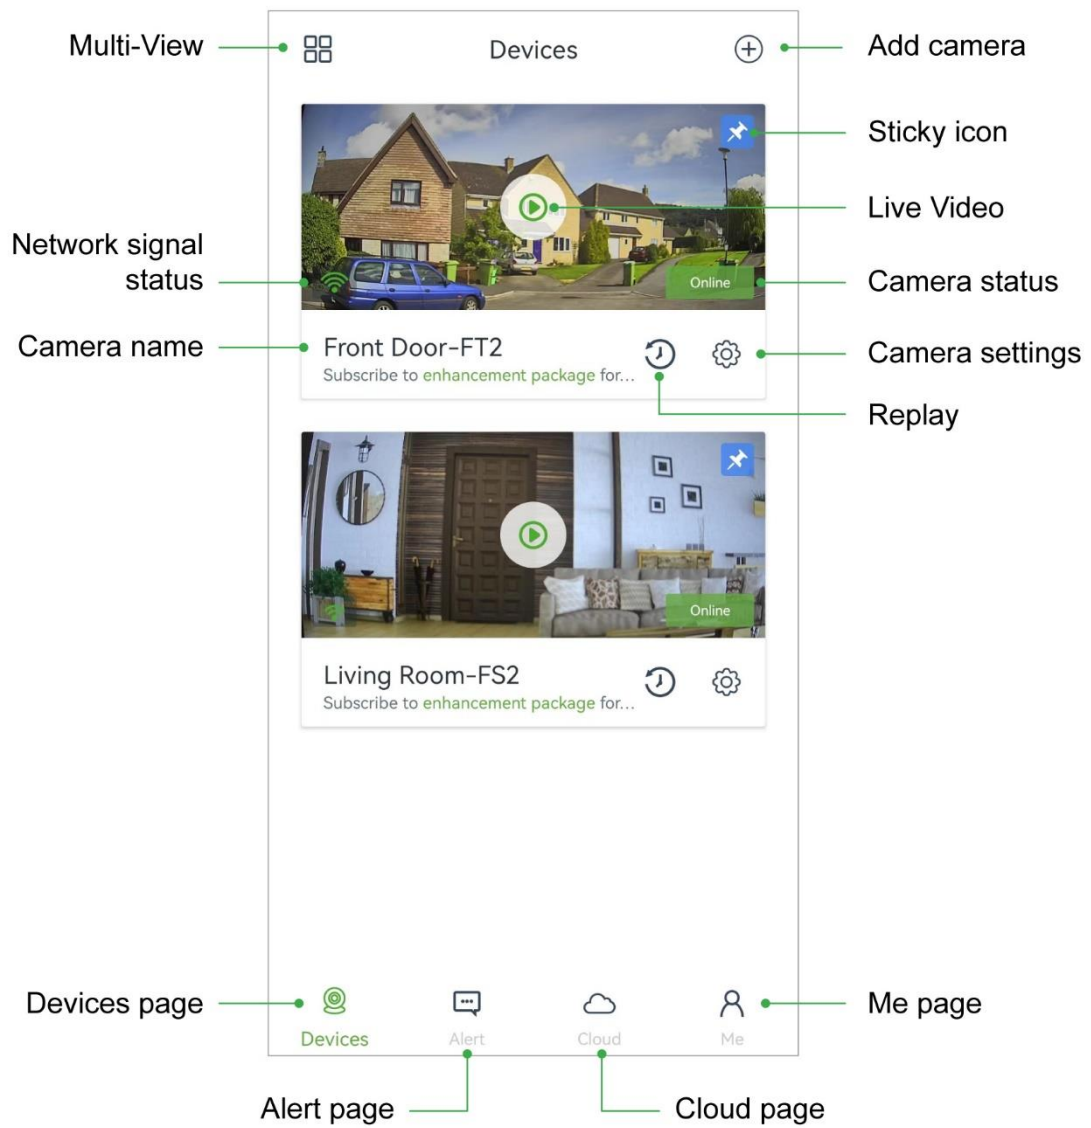 Multi-View
Devices
Add camera
Sticky icon
Live Video
Network signal
status
Online
Camera status
Camera name
Front Door-FT2
Subscribe to enhancement package for...
Camera settings
Replay
Online
Living Room-FS2
Subscribe to enhancement package for...
Devices page
Me page
Devices
Alert
Cloud
Me
Alert page
Cloud page